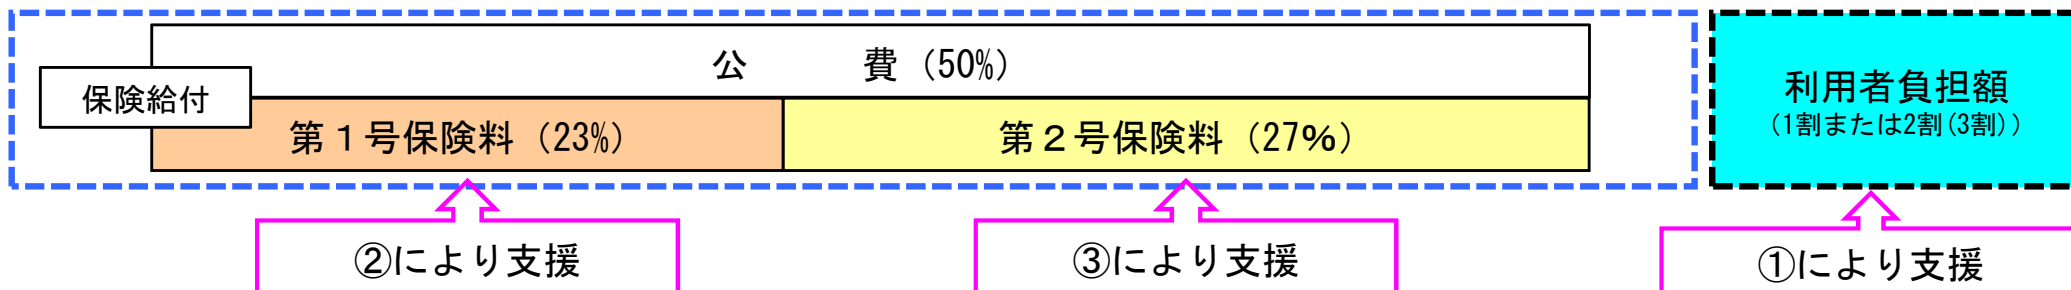 公　　　費（50%）
保険給付
第１号保険料（23%）
第２号保険料（27%）
利用者負担額
（1割または2割(3割)）
②により支援
③により支援
①により支援